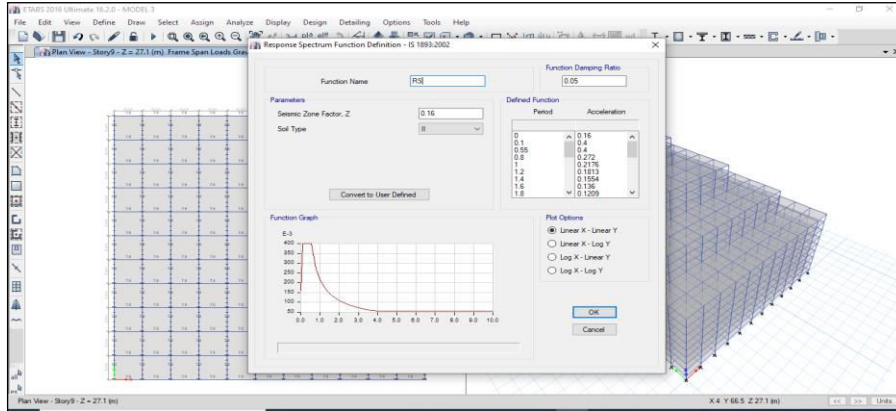 ETABS 2016 Ultimate 16.2.0 - MODEL 3
File Edit View Define Draw Select Assign Analyze Display Design Detailing Options Tools Help
Plan View - Story9 - Z = 27.1 (m) Frame Span Loads
Response Spectrum Function Definition - IS 1893:2002
Function Name
RS
Function Damping Ratio
0.05
Parameters
Seismic Zone Factor, Z
0.16
Soil Type
II
Convert to User Defined
Defined Function
Period Acceleration
0 0.16
0.1 0.4
0.55 0.4
0.8 0.272
1 0.2176
1.2 0.1813
1.4 0.1554
1.6 0.136
1.8 0.1209
Function Graph
E-3
400
350
300
250
200
150
100
50
0.0 1.0 2.0 3.0 4.0 5.0 6.0 7.0 8.0 9.0 10.0
Plot Options
Linear X - Linear Y
Linear X - Log Y
Log X - Linear Y
Log X - Log Y
OK
Cancel
Plan View - Story9 - Z = 27.1 (m)
X 4 Y 66.5 Z 27.1 (m)
<< >> Units...